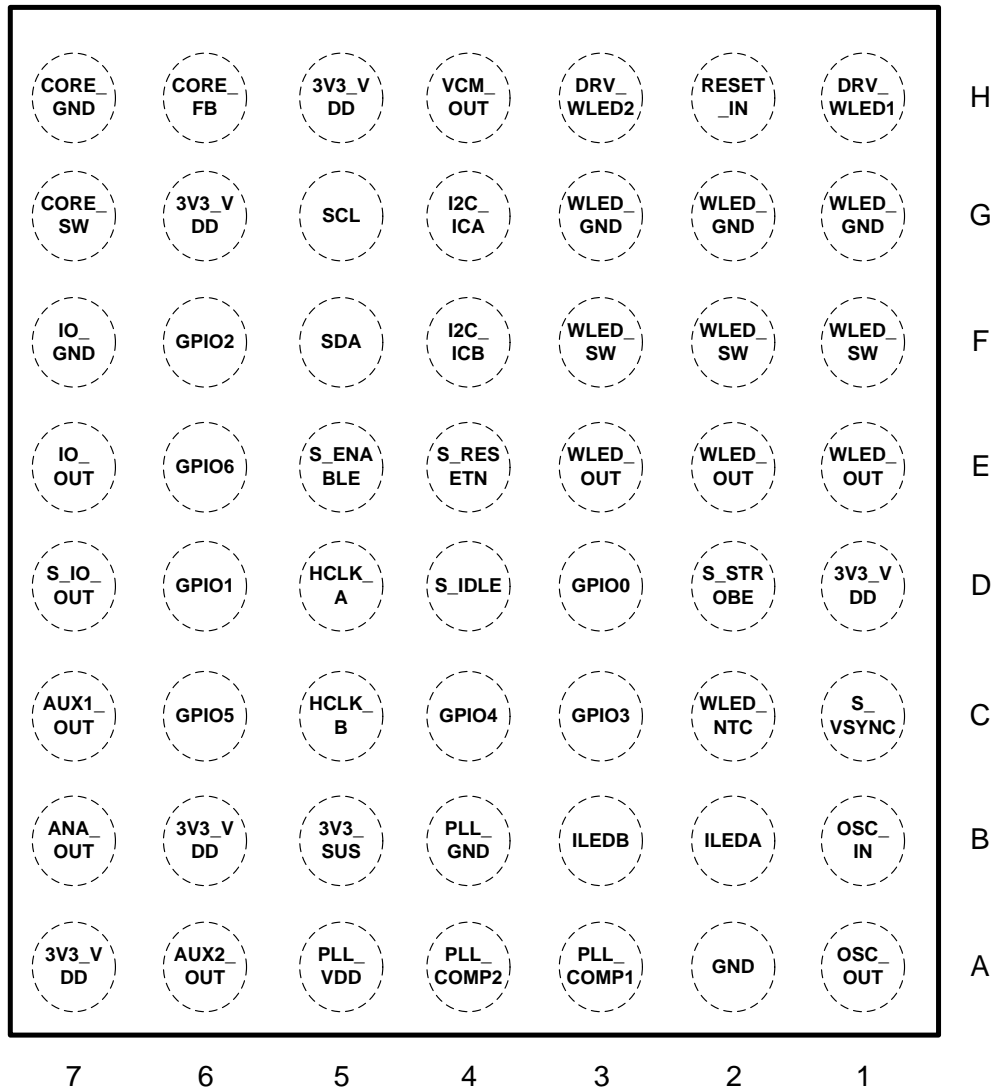 CORE_ CORE_ 3V3_V VCM_ DRV_ RESET DRV_
GND FB DD OUT WLED2 _IN WLED1 H
CORE_ 3V3_V SCL I2C_ WLED_ WLED_ WLED_
SW DD ICA GND GND GND G
IO_ GPIO2 SDA I2C_ WLED_ WLED_ WLED_
GND ICB SW SW SW F
IO_ GPIO6 S_ENA S_RES WLED_ WLED_ WLED_
OUT BLE ETN OUT OUT OUT E
S_IO_ GPIO1 HCLK_ S_IDLE GPIO0 S_STR 3V3_V
OUT A OBE DD D
AUX1_ GPIO5 HCLK_ GPIO4 GPIO3 WLED_ S_
OUT B NTC VSYNC C
ANA_ 3V3_V 3V3_ PLL_ ILEDB ILEDA OSC_
OUT DD SUS GND IN B
3V3_V AUX2_ PLL_ PLL_ PLL_ GND OSC_
DD OUT VDD COMP2 COMP1 OUT A
7 6 5 4 3 2 1